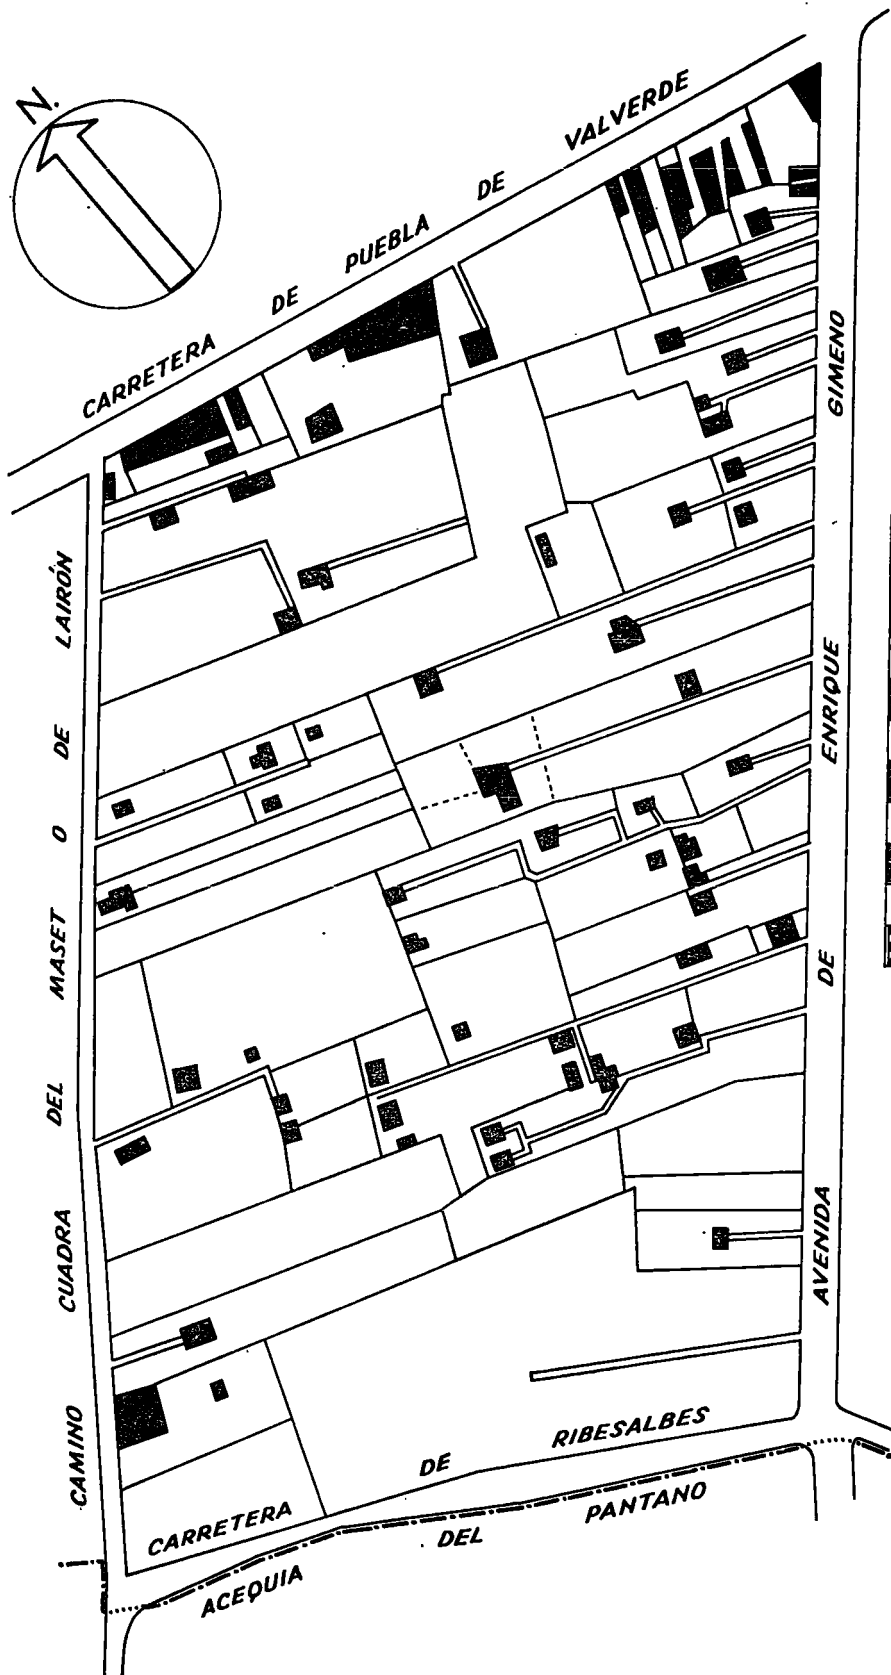 N.
CARRETERA DE PUEBLA DE VALVERDE
CAMINO CUADRA DEL MASET O DE LAIRÓN
AVENIDA DE ENRIQUE GIMENO
CARRETERA DE RIBESALBES
ACEQUIA DEL PANTANO